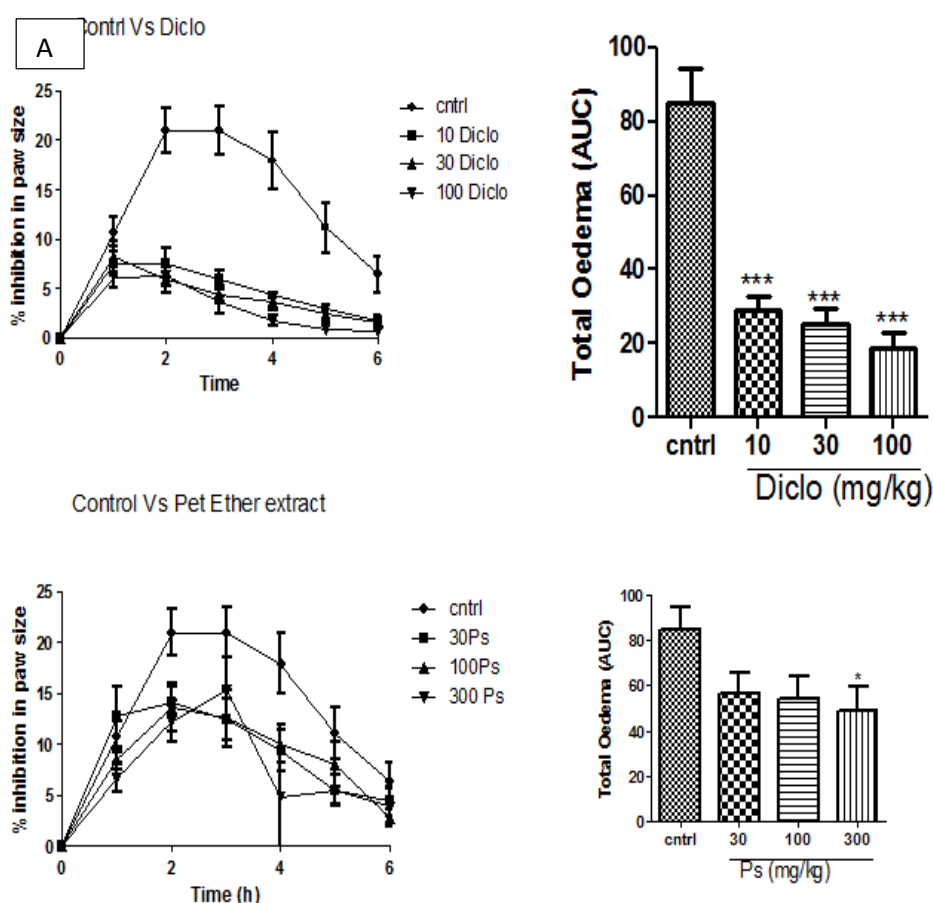 Contrl Vs Diclo
A
25
20
15
10
5
0
% inhibition in paw size
0 2 4 6
Time
cntrl
10 Diclo
30 Diclo
100 Diclo
100
80
60
40
20
0
Total Oedema (AUC)
***
***
***
cntrl 10 30 100
Diclo (mg/kg)
Control Vs Pet Ether extract
25
20
15
10
5
0
% inhibition in paw size
0 2 4 6
Time (h)
cntrl
30Ps
100Ps
300 Ps
100
80
60
40
20
0
Total Oedema (AUC)
*
cntrl 30 100 300
Ps (mg/kg)